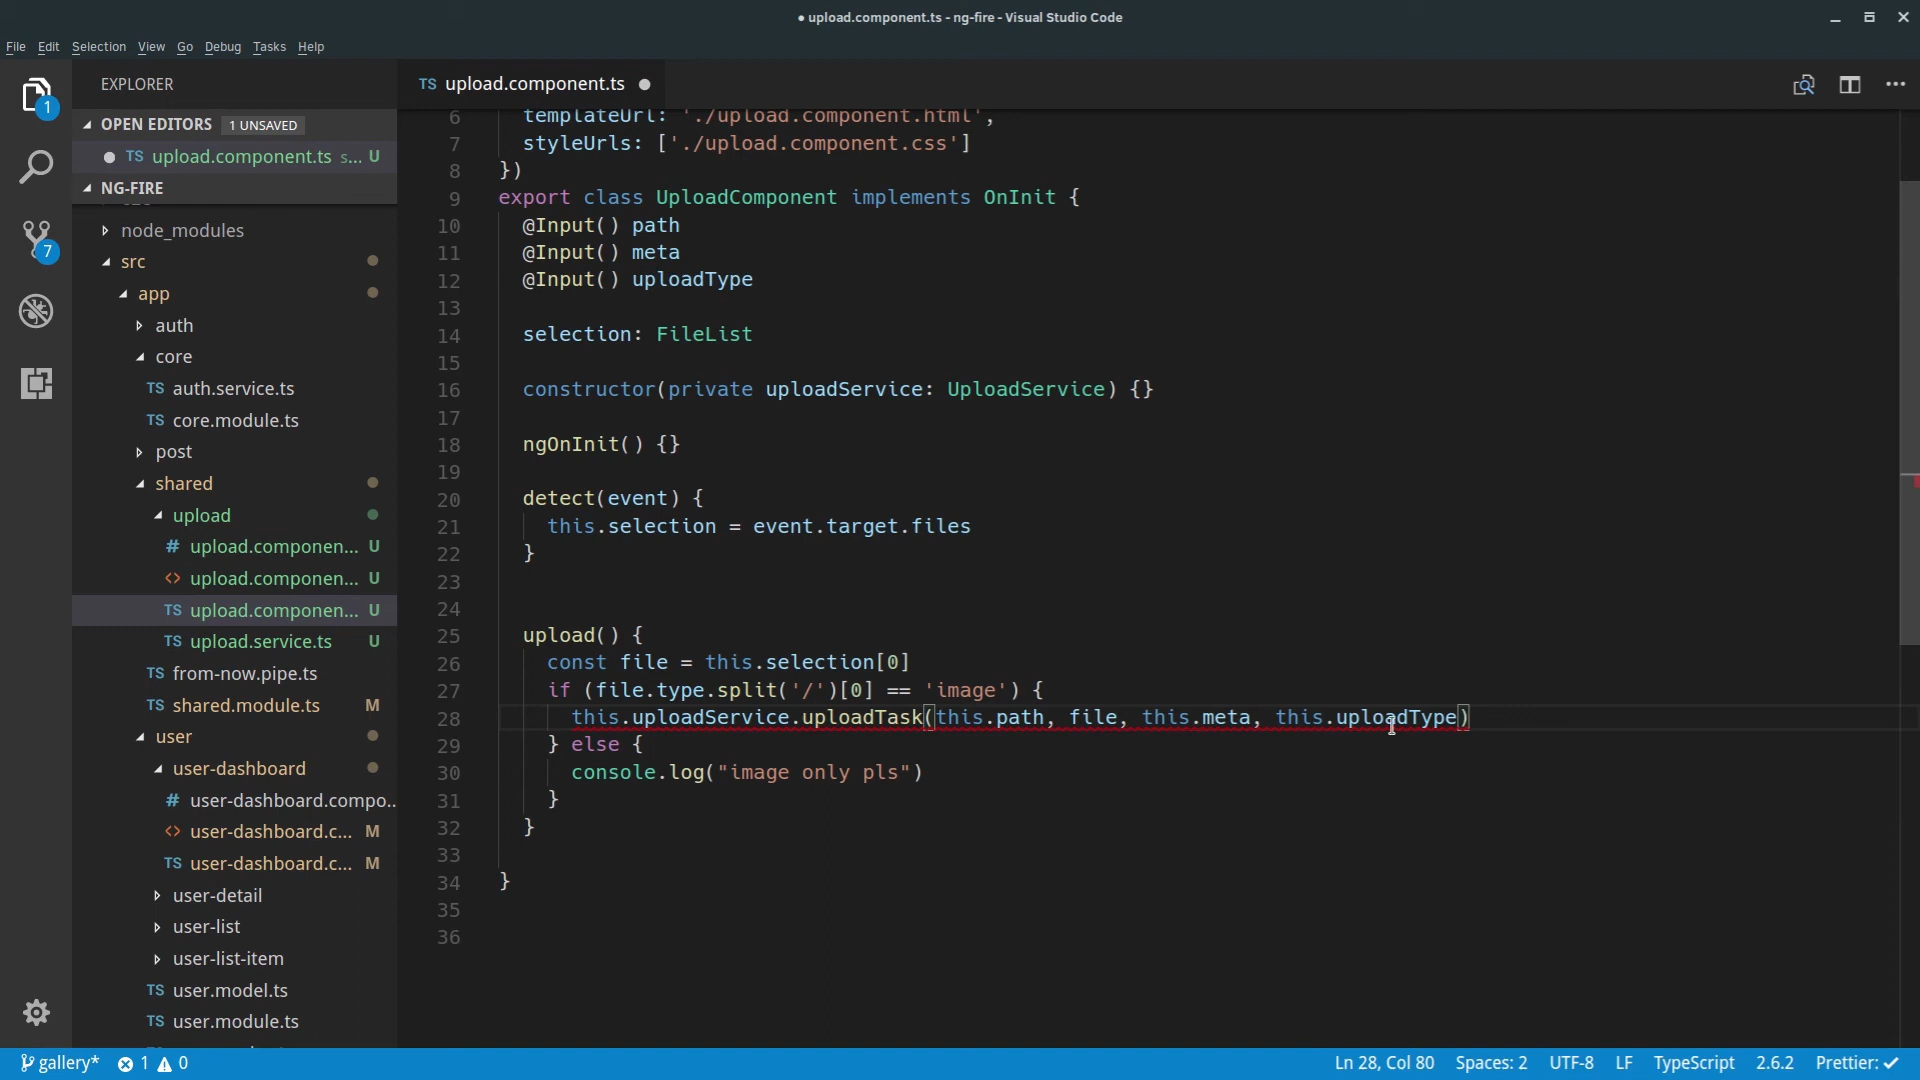 ● upload.component.ts - ng-fire - Visual Studio Code
File Edit Selection View Go Debug Tasks Help
EXPLORER
TS upload.component.ts
1
OPEN EDITORS 1 UNSAVED
TS upload.component.ts s... U
NG-FIRE
node_modules
7
src
app
auth
core
TS auth.service.ts
TS core.module.ts
post
shared
upload
# upload.componen... U
<> upload.componen... U
TS upload.componen... U
TS upload.service.ts U
TS from-now.pipe.ts
TS shared.module.ts M
user
user-dashboard
# user-dashboard.compo..
<> user-dashboard.c... M
TS user-dashboard.c... M
user-detail
user-list
user-list-item
TS user.model.ts
TS user.module.ts
6 templateUrl: './upload.component.html',
7 styleUrls: ['./upload.component.css']
8 })
9 export class UploadComponent implements OnInit {
10 @Input() path
11 @Input() meta
12 @Input() uploadType
13
14 selection: FileList
15
16 constructor(private uploadService: UploadService) {}
17
18 ngOnInit() {}
19
20 detect(event) {
21 this.selection = event.target.files
22 }
23
24
25 upload() {
26 const file = this.selection[0]
27 if (file.type.split('/')[0] == 'image') {
28 this.uploadService.uploadTask(this.path, file, this.meta, this.uploadType)
29 } else {
30 console.log("image only pls")
31 }
32 }
33
34 }
35
36
gallery* 1 0 Ln 28, Col 80 Spaces: 2 UTF-8 LF TypeScript 2.6.2 Prettier: ✓